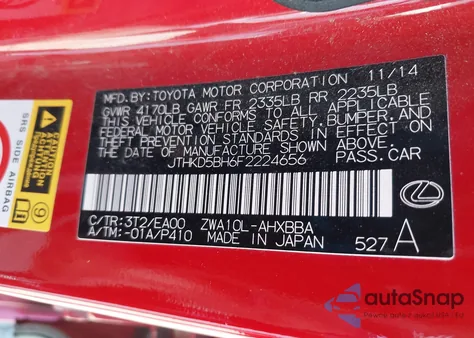 MFD.BY:TOYOTA MOTOR CORPORATION 11/14
GVWR 4170LB GAWR FR 2335LB RR 2235LB
THIS VEHICLE CONFORMS TO ALL APPLICABLE
FEDERAL MOTOR VEHICLE SAFETY, BUMPER, AND
THEFT PREVENTION STANDARDS IN EFFECT ON
THE DATE OF MANUFACTURE SHOWN ABOVE.
JTHKD5BH6F2224656 PASS.CAR
C/TR:3T2/EA00 ZWA10L-AHXBBA
A/TM:-01A/P410 MADE IN JAPAN 527 A
SRS SIDE AIRBAG
autoSnap